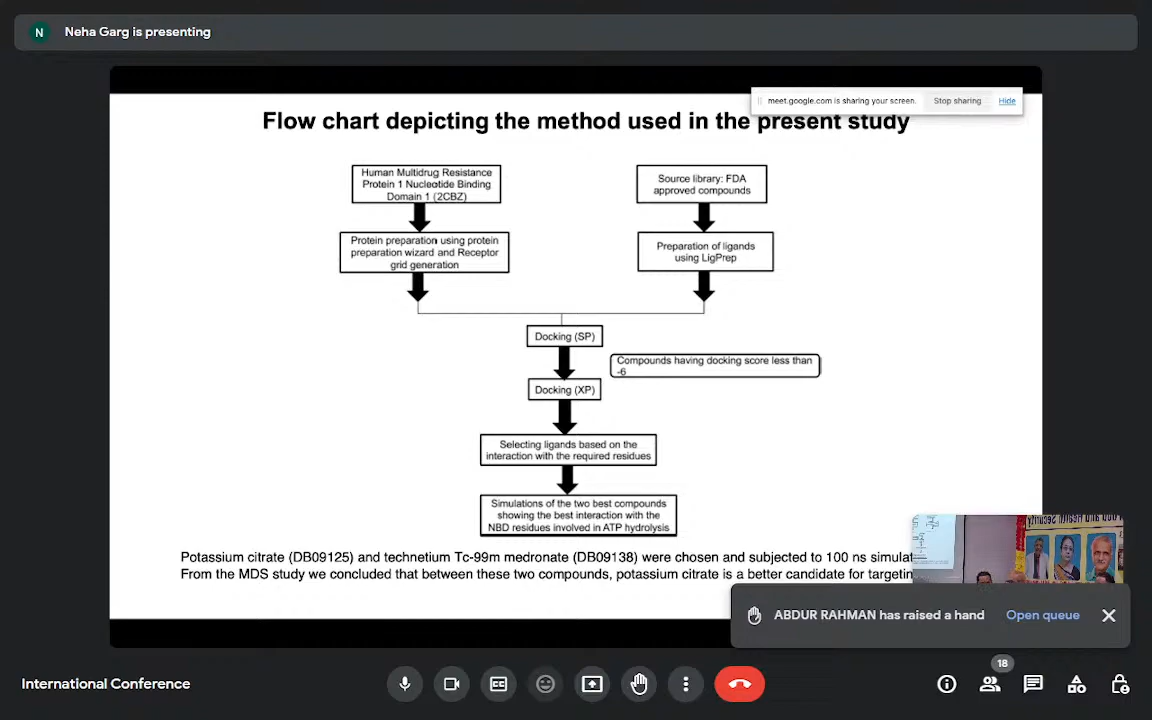 N
Neha Garg is presenting
meet.google.com is sharing your screen.
Stop sharing
Hide
Flow chart depicting the method used in the present study
Human Multidrug Resistance
Protein 1 Nucleotide Binding
Domain 1 (2CBZ)
Source library: FDA
approved compounds
Protein preparation using protein
preparation wizard and Receptor
grid generation
Preparation of ligands
using LigPrep
Docking (SP)
Compounds having docking score less than
-6
Docking (XP)
Selecting ligands based on the
interaction with the required residues
Simulations of the two best compounds
showing the best interaction with the
NBD residues involved in ATP hydrolysis
Potassium citrate (DB09125) and technetium Tc-99m medronate (DB09138) were chosen and subjected to 100 ns simulat
From the MDS study we concluded that between these two compounds, potassium citrate is a better candidate for targetin
ABDUR RAHMAN has raised a hand
Open queue
International Conference
18